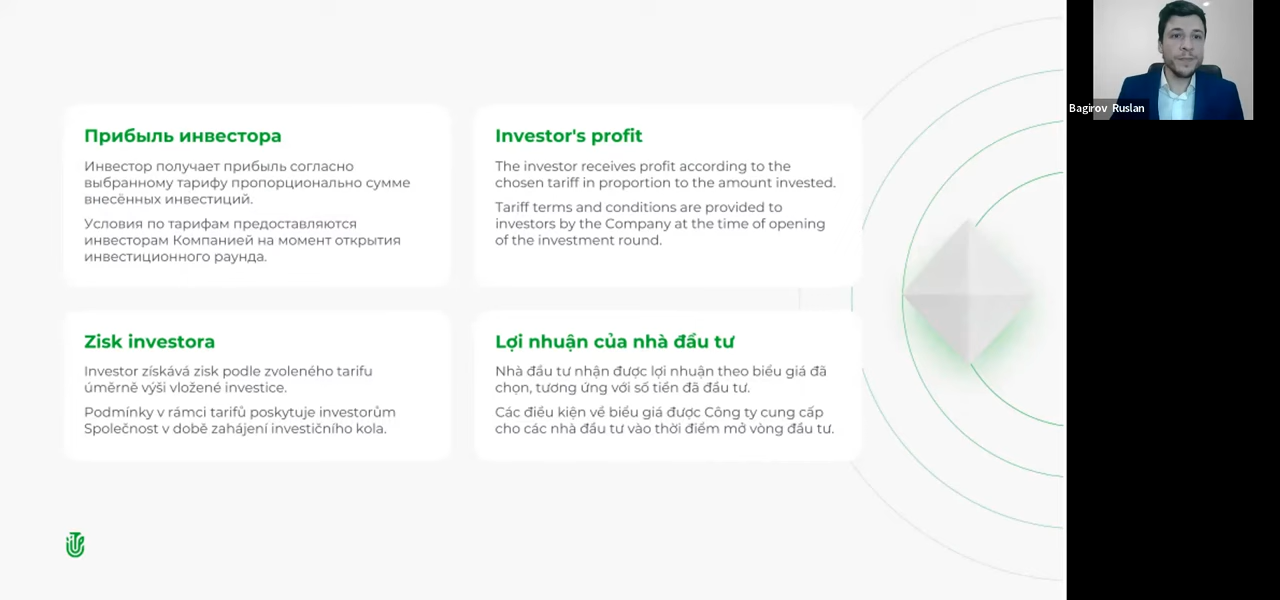 Прибыль инвестора
Инвестор получает прибыль согласно
выбранному тарифу пропорционально сумме
внесённых инвестиций.
Условия по тарифам предоставляются
инвесторам Компанией на момент открытия
инвестиционного раунда.
Investor's profit
The investor receives profit according to the
chosen tariff in proportion to the amount invested.
Tariff terms and conditions are provided to
investors by the Company at the time of opening
of the investment round.
Zisk investora
Investor získává zisk podle zvoleného tarifu
úměrně výši vložené investice.
Podmínky v rámci tarifů poskytuje investorům
Společnost v době zahájení investičního kola.
Lợi nhuận của nhà đầu tư
Nhà đầu tư nhận được lợi nhuận theo biểu giá đã
chọn, tương ứng với số tiền đã đầu tư.
Các điều kiện về biểu giá được Công ty cung cấp
cho các nhà đầu tư vào thời điểm mở vòng đầu tư.
Bagirov Ruslan